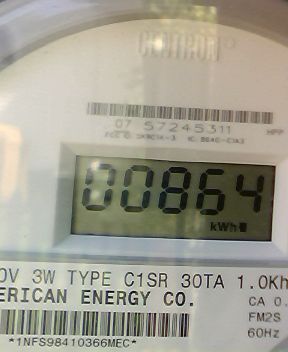 CENTRON®
07 57245311
HPP
00864
kWh
0V 3W TYPE C1SR 30TA 1.0Kh
ERICAN ENERGY CO.
CA 0.
FM2S
*1NFS98410366MEC*
60Hz